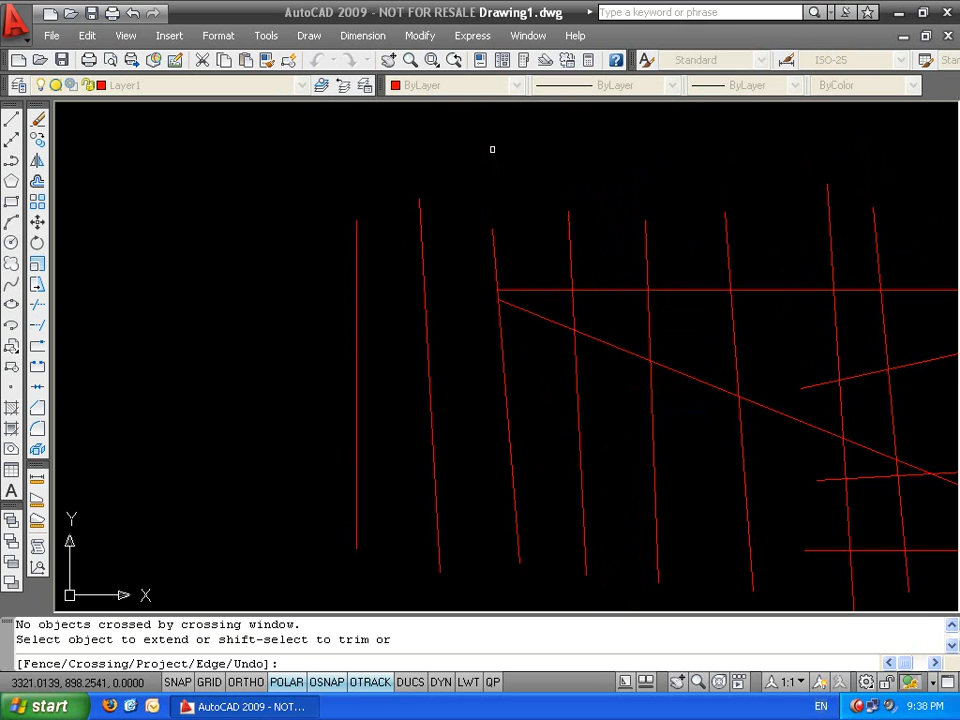 AutoCAD 2009 - NOT FOR RESALE Drawing1.dwg
Type a keyword or phrase
File Edit View Insert Format Tools Draw Dimension Modify Express Window Help
Standard
ISO-25
Layer1
ByLayer
ByLayer
ByLayer
ByColor
A
Y
X
No objects crossed by crossing window.
Select object to extend or shift-select to trim or
[Fence/Crossing/Project/Edge/Undo]:
3321.0139, 898.2541, 0.0000
SNAP GRID ORTHO POLAR OSNAP OTRACK DUCS DYN LWT QP
1:1
start
AutoCAD 2009 - NOT...
EN
9:38 PM